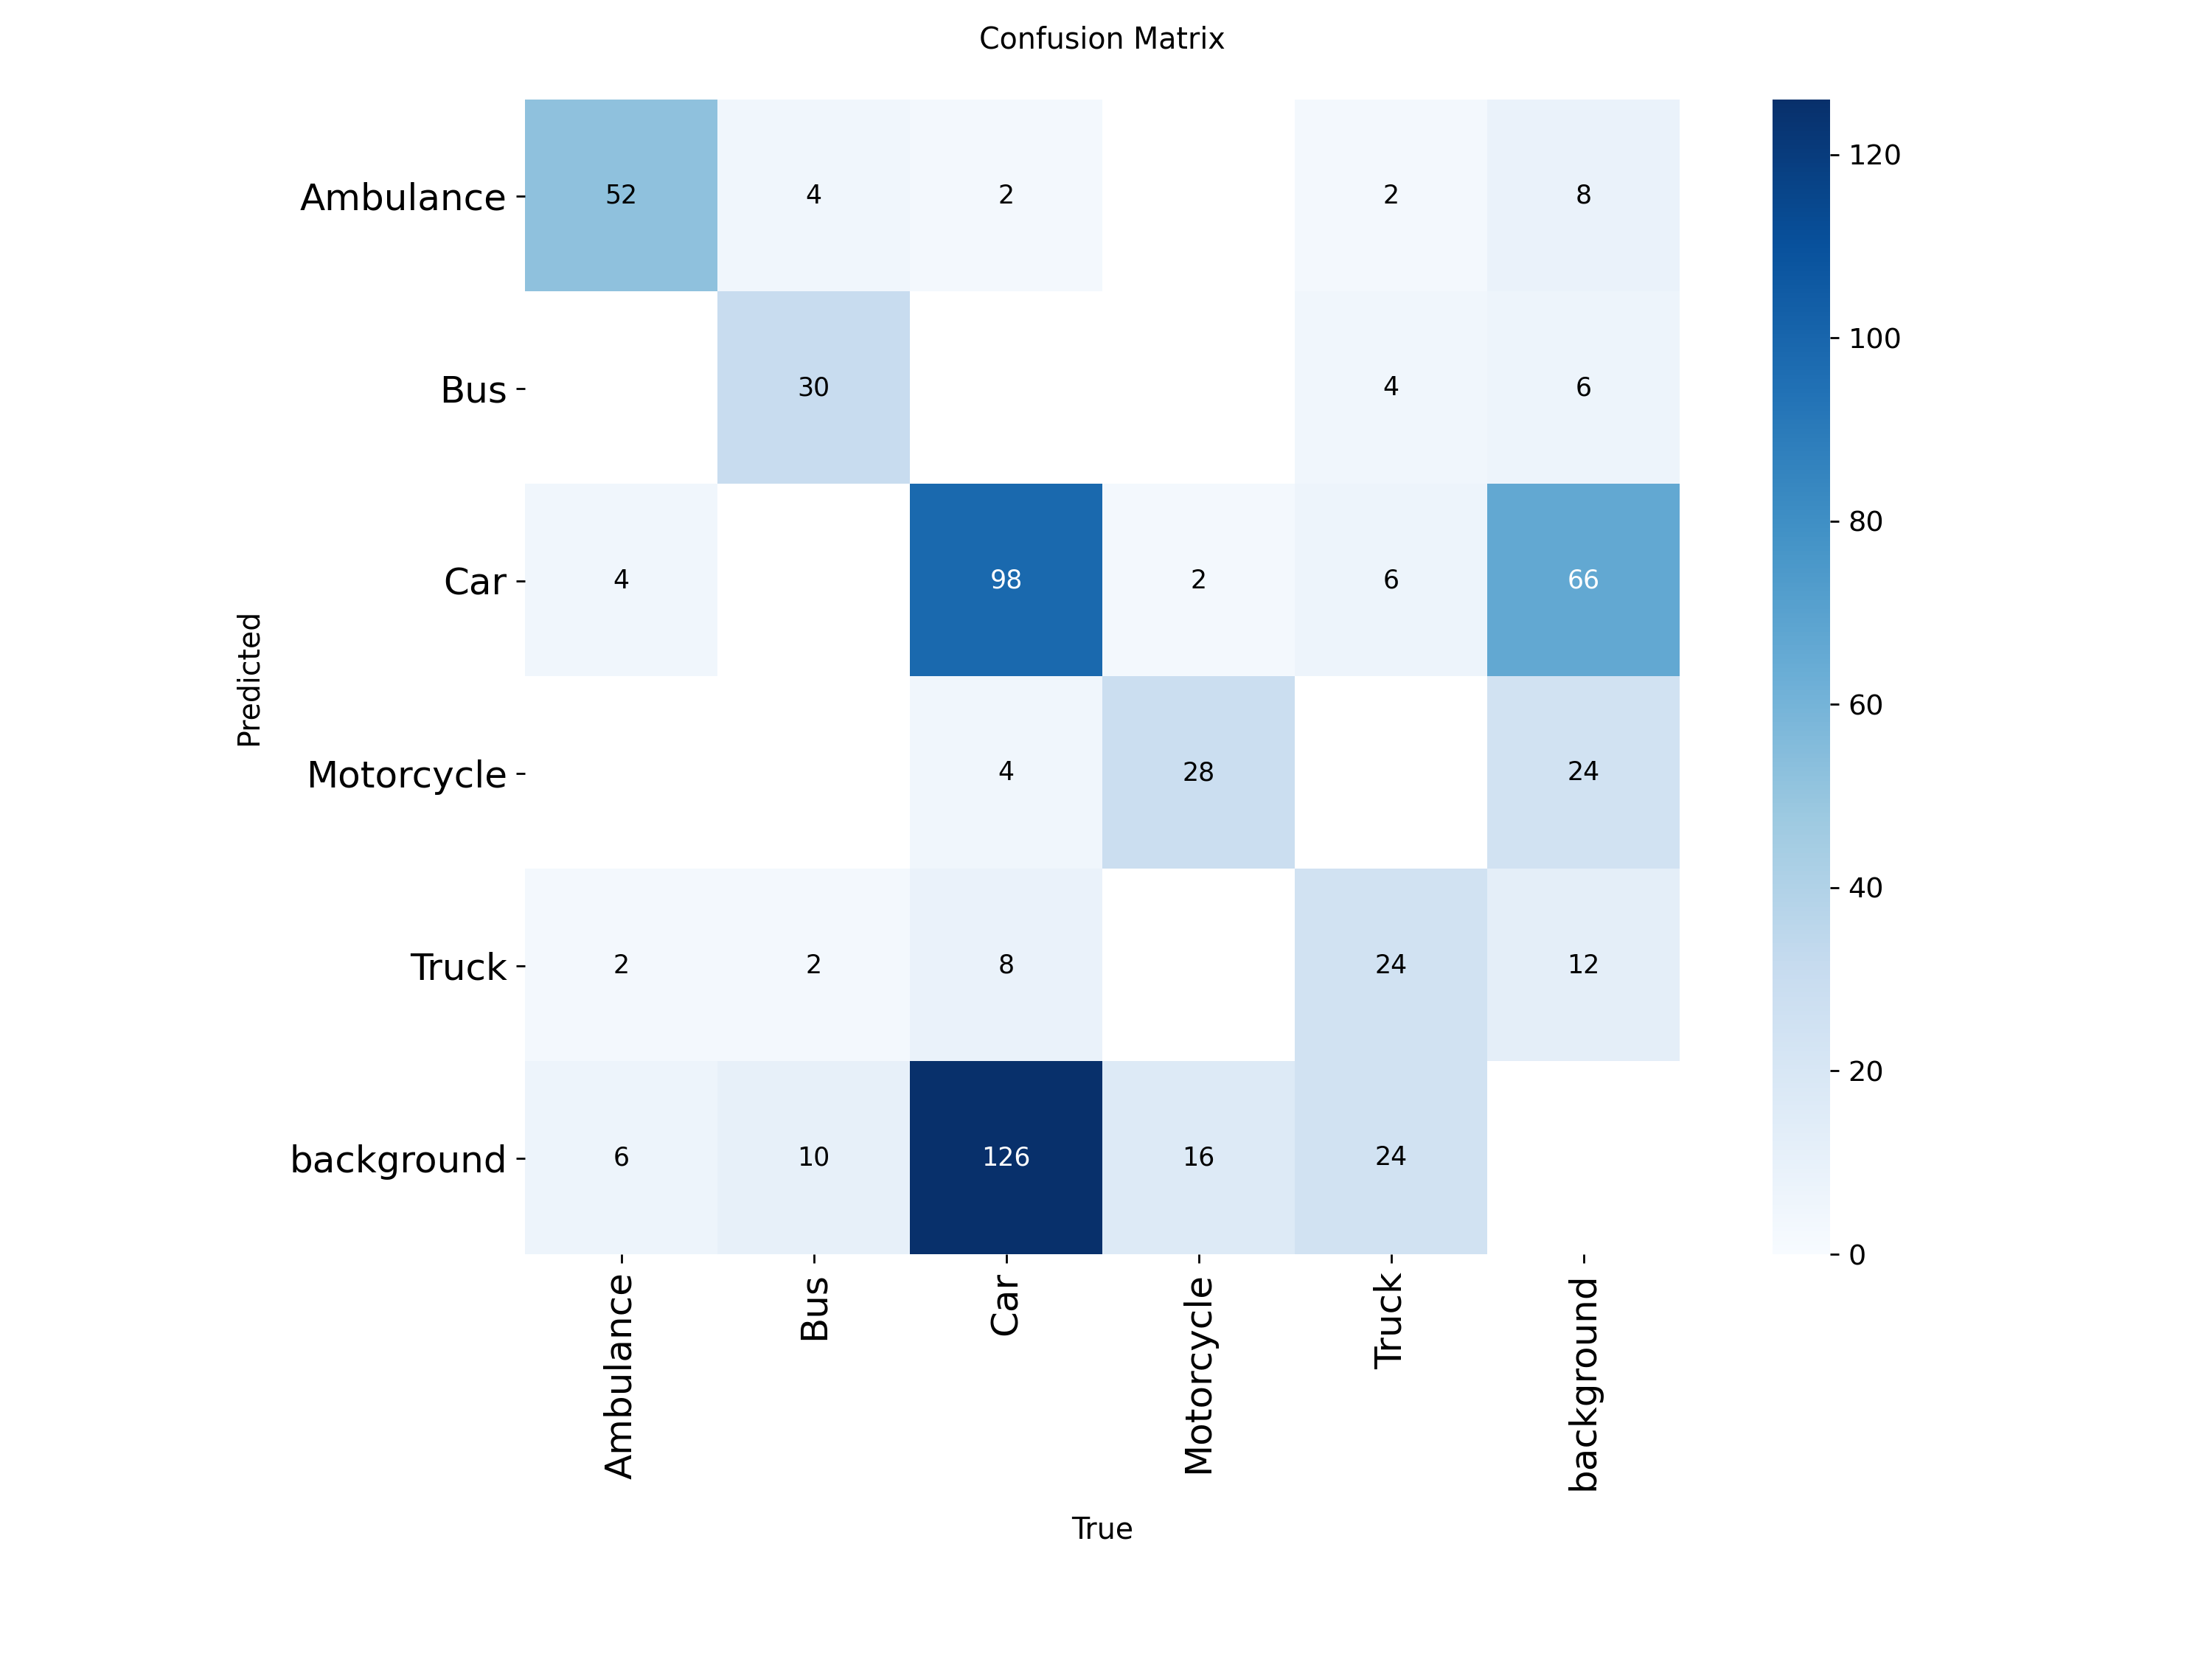 Confusion Matrix
Ambulance 52 4 2 2 8
Bus 30 4 6
Car 4 98 2 6 66
Motorcycle 4 28 24
Truck 2 2 8 24 12
background 6 10 126 16 24
Predicted
Ambulance Bus Car Motorcycle Truck background
True
120
100
80
60
40
20
0